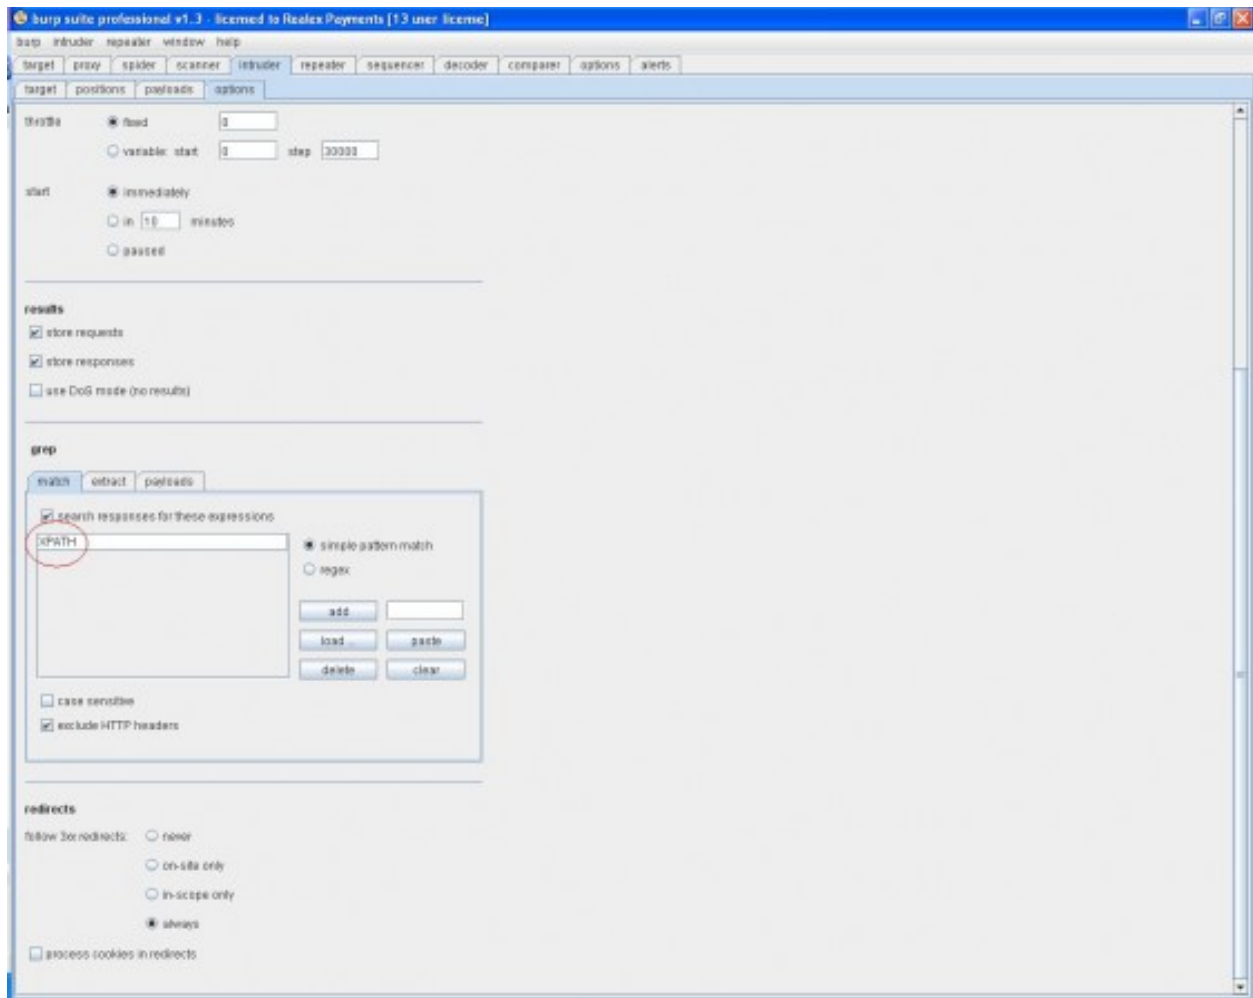 burp suite professional v1.3 - licensed to Realex Payments [13 user license]
burp intruder repeater window help
target proxy spider scanner intruder repeater sequencer decoder comparer options alerts
target positions payloads options
throttle fixed 0
variable: start 0 step 30000
start immediately
in 10 minutes
paused
results
store requests
store responses
use DoS mode (no results)
grep
match extract payloads
search responses for these expressions
XPATH
simple pattern match
regex
add
load ... paste
delete clear
case sensitive
exclude HTTP headers
redirects
follow 3xx redirects: never
on-site only
in-scope only
always
process cookies in redirects